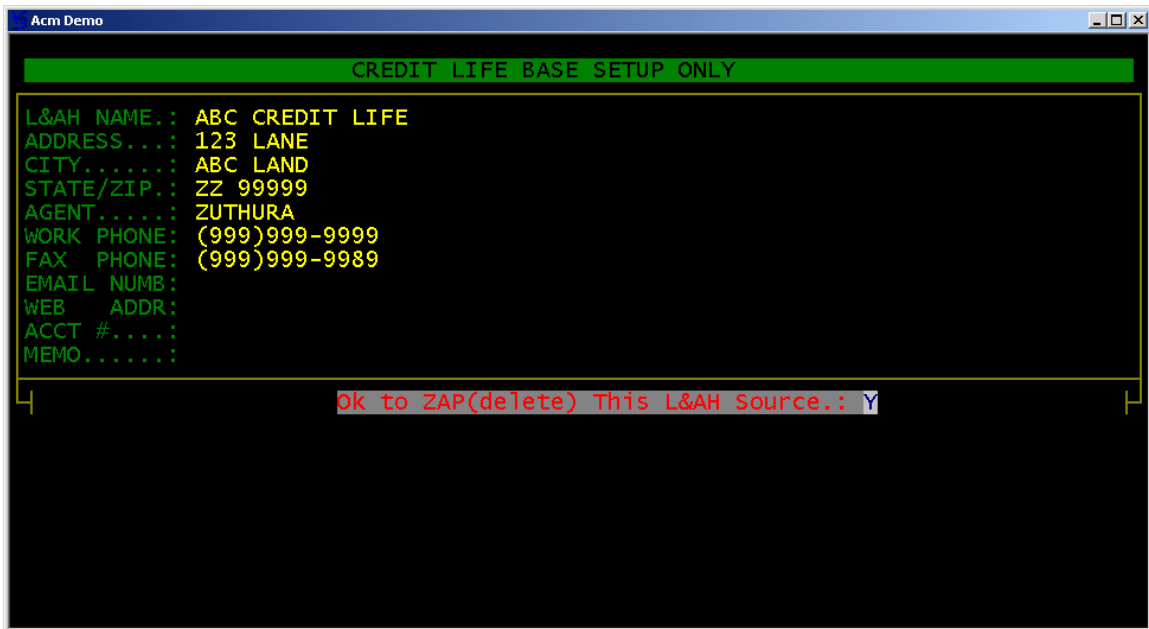 Acm Demo
CREDIT LIFE BASE SETUP ONLY
L&AH NAME.: ABC CREDIT LIFE
ADDRESS...: 123 LANE
CITY......: ABC LAND
STATE/ZIP.: ZZ 99999
AGENT.....: ZUTHURA
WORK PHONE: (999)999-9999
FAX  PHONE: (999)999-9989
EMAIL NUMB:
WEB   ADDR:
ACCT #....:
MEMO......:
Ok to ZAP(delete) This L&AH Source.: Y